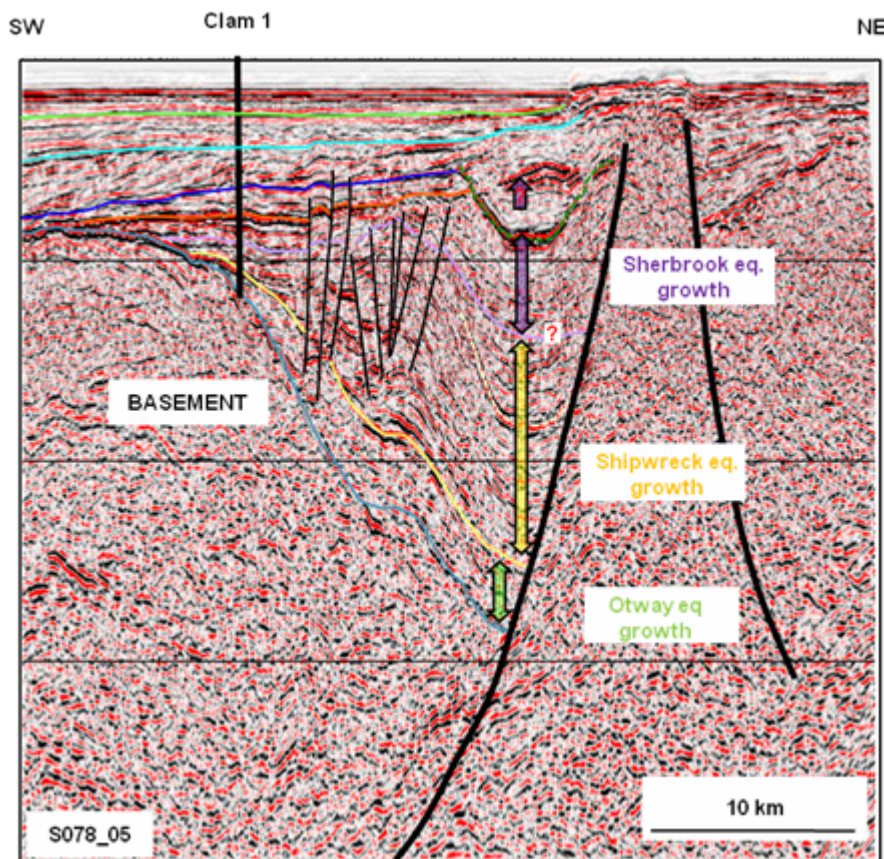 SW
Clam 1
NE
Sherbrook eq.
growth
?
BASEMENT
Shipwreck eq.
growth
Otway eq
growth
10 km
S078_05